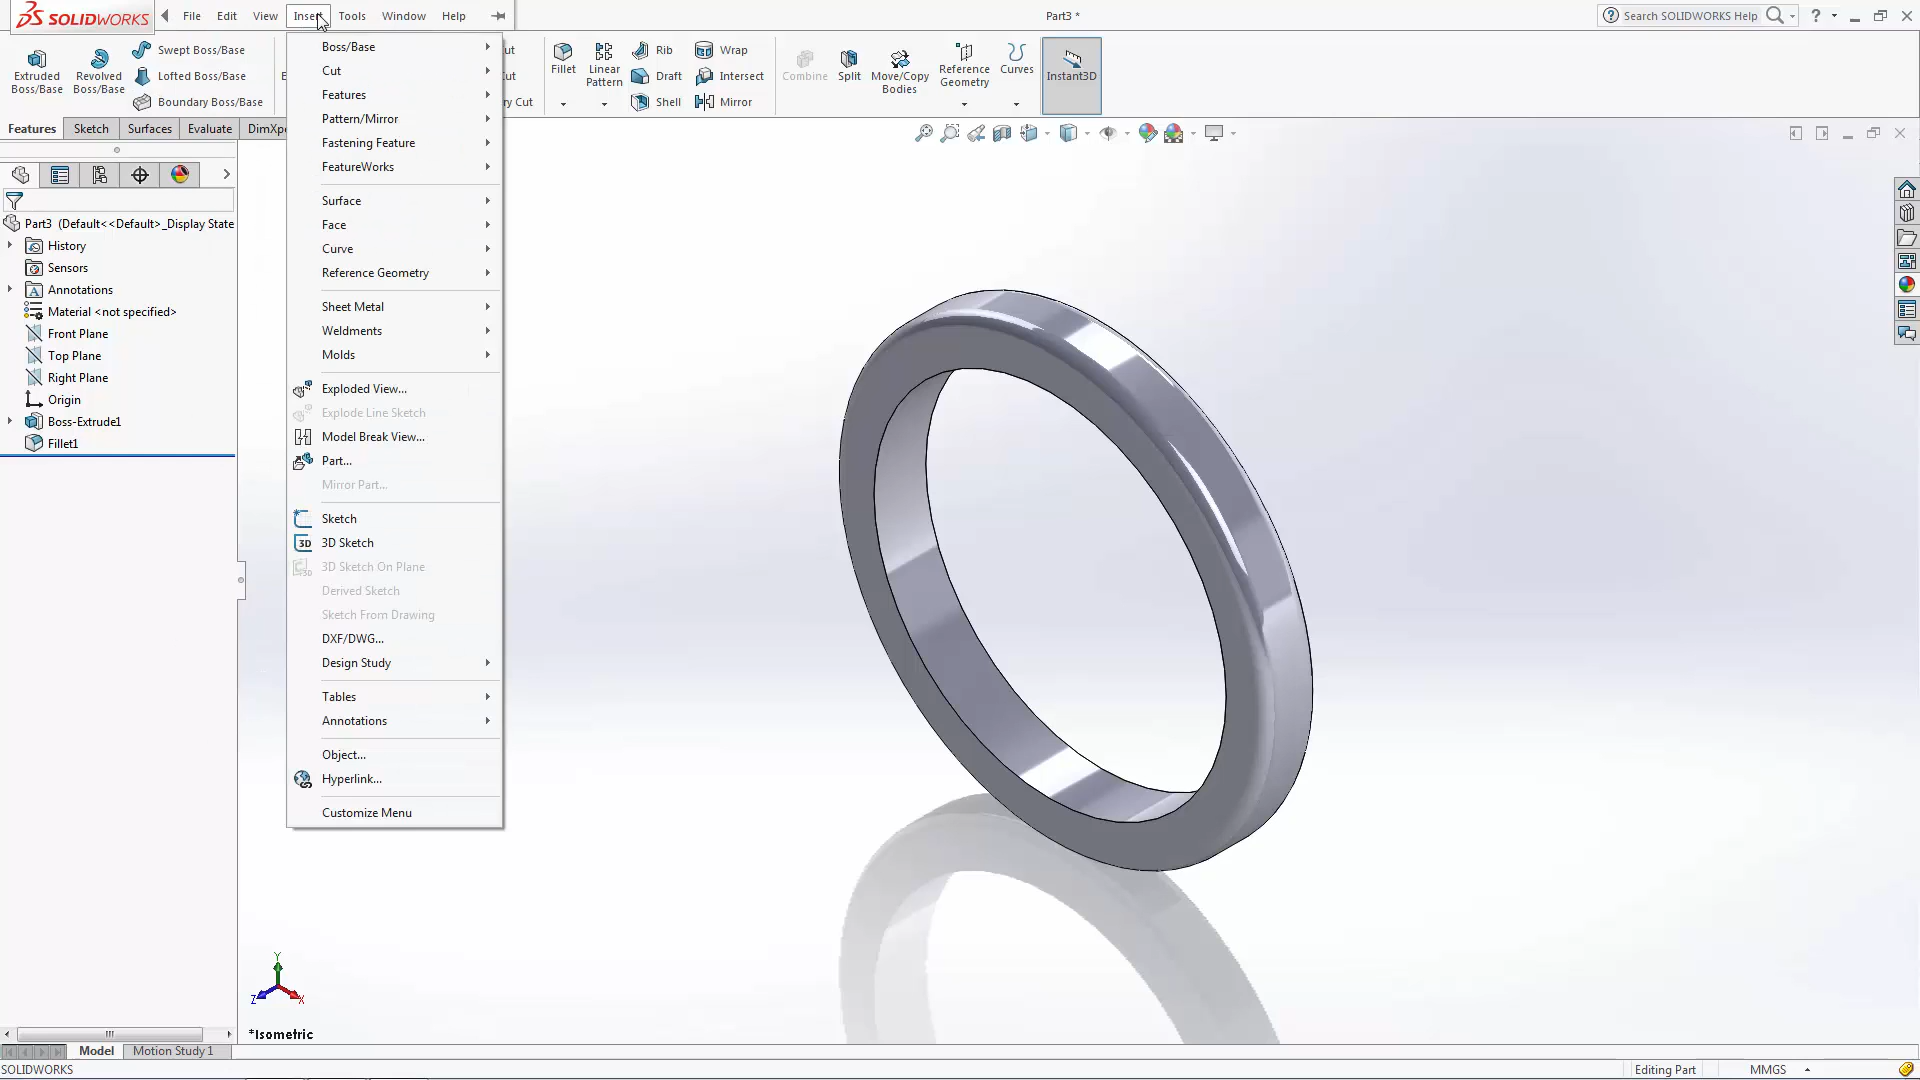 SOLIDWORKS
File Edit View Insert Tools Window Help
Part3 *
Search SOLIDWORKS Help
?
Extruded Boss/Base
Revolved Boss/Base
Swept Boss/Base
Lofted Boss/Base
Boundary Boss/Base
Cut
Fillet
Linear Pattern
Rib
Draft
Shell
Wrap
Intersect
Mirror
Combine
Split
Move/Copy Bodies
Reference Geometry
Curves
Instant3D
Features Sketch Surfaces Evaluate DimXpe
Part3 (Default<<Default>_Display State
History
Sensors
Annotations
Material <not specified>
Front Plane
Top Plane
Right Plane
Origin
Boss-Extrude1
Fillet1
Boss/Base
Cut
Features
Pattern/Mirror
Fastening Feature
FeatureWorks
Surface
Face
Curve
Reference Geometry
Sheet Metal
Weldments
Molds
Exploded View...
Explode Line Sketch
Model Break View...
Part...
Mirror Part...
Sketch
3D 3D Sketch
3D Sketch On Plane
Derived Sketch
Sketch From Drawing
DXF/DWG...
Design Study
Tables
Annotations
Object...
Hyperlink...
Customize Menu
Y
Z X
*Isometric
Model Motion Study 1
SOLIDWORKS
Editing Part MMGS